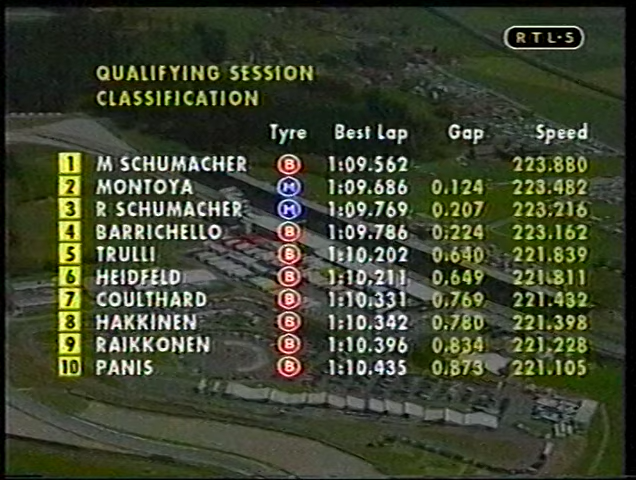 RTL·5
QUALIFYING SESSION
CLASSIFICATION
Tyre Best Lap Gap Speed
1 M SCHUMACHER B 1:09.562 223.880
2 MONTOYA M 1:09.686 0.124 223.482
3 R SCHUMACHER M 1:09.769 0.207 223.216
4 BARRICHELLO B 1:09.786 0.224 223.162
5 TRULLI B 1:10.202 0.640 221.839
6 HEIDFELD B 1:10.211 0.649 221.811
7 COULTHARD B 1:10.331 0.769 221.432
8 HAKKINEN B 1:10.342 0.780 221.398
9 RAIKKONEN B 1:10.396 0.834 221.228
10 PANIS B 1:10.435 0.873 221.105